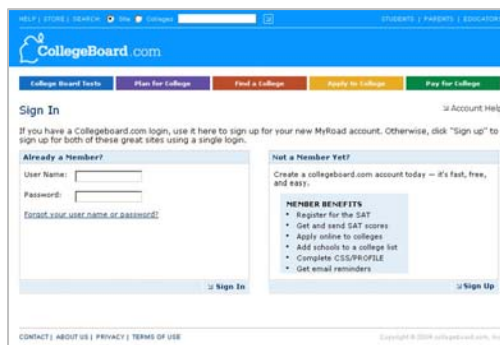 HELP | STORE | SEARCH Site Colleges
STUDENTS | PARENTS | EDUCATORS
CollegeBoard.com
College Board Tests
Plan for College
Find a College
Apply to College
Pay for College
Sign In
Account Help
If you have a Collegeboard.com login, use it here to sign up for your new MyRoad account. Otherwise, click "Sign up" to
sign up for both of these great sites using a single login.
Already a Member?
User Name:
Password:
Forgot your user name or password?
Sign In
Not a Member Yet?
Create a collegeboard.com account today — it's fast, free,
and easy.
MEMBER BENEFITS
• Register for the SAT
• Get and send SAT scores
• Apply online to colleges
• Add schools to a college list
• Complete CSS/PROFILE
• Get email reminders
Sign Up
CONTACT | ABOUT US | PRIVACY | TERMS OF USE
Copyright © 2004 collegeboard.com, Inc.